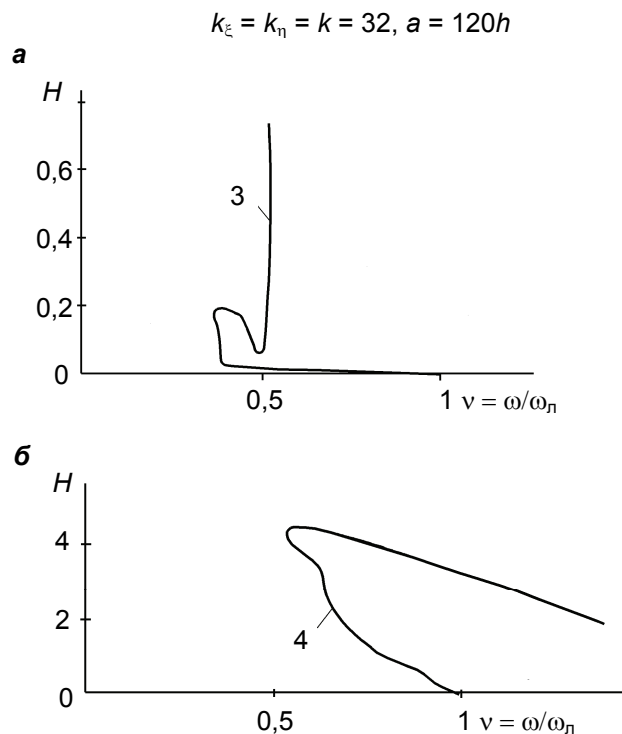 k_ξ = k_η = k = 32, a = 120h
а
H
0,6
3
0,4
0,2
0
0,5
1
ν = ω/ω_л
б
H
4
2
4
0
0,5
1
ν = ω/ω_л